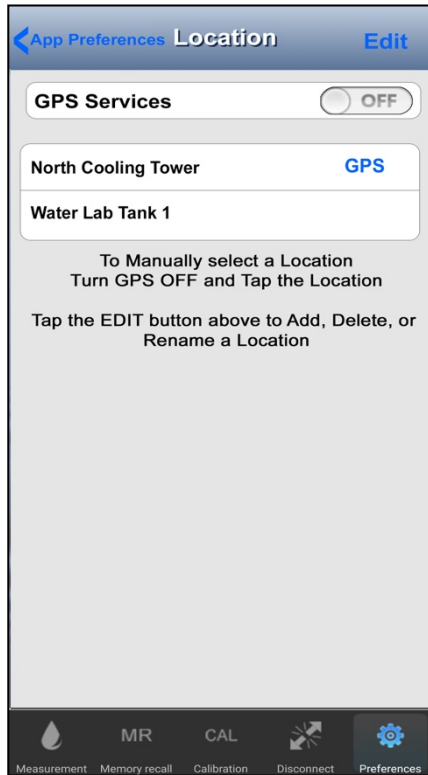 App Preferences Location Edit
GPS Services OFF
North Cooling Tower GPS
Water Lab Tank 1
To Manually select a Location
Turn GPS OFF and Tap the Location
Tap the EDIT button above to Add, Delete, or
Rename a Location
MR CAL
Measurement Memory recall Calibration Disconnect Preferences